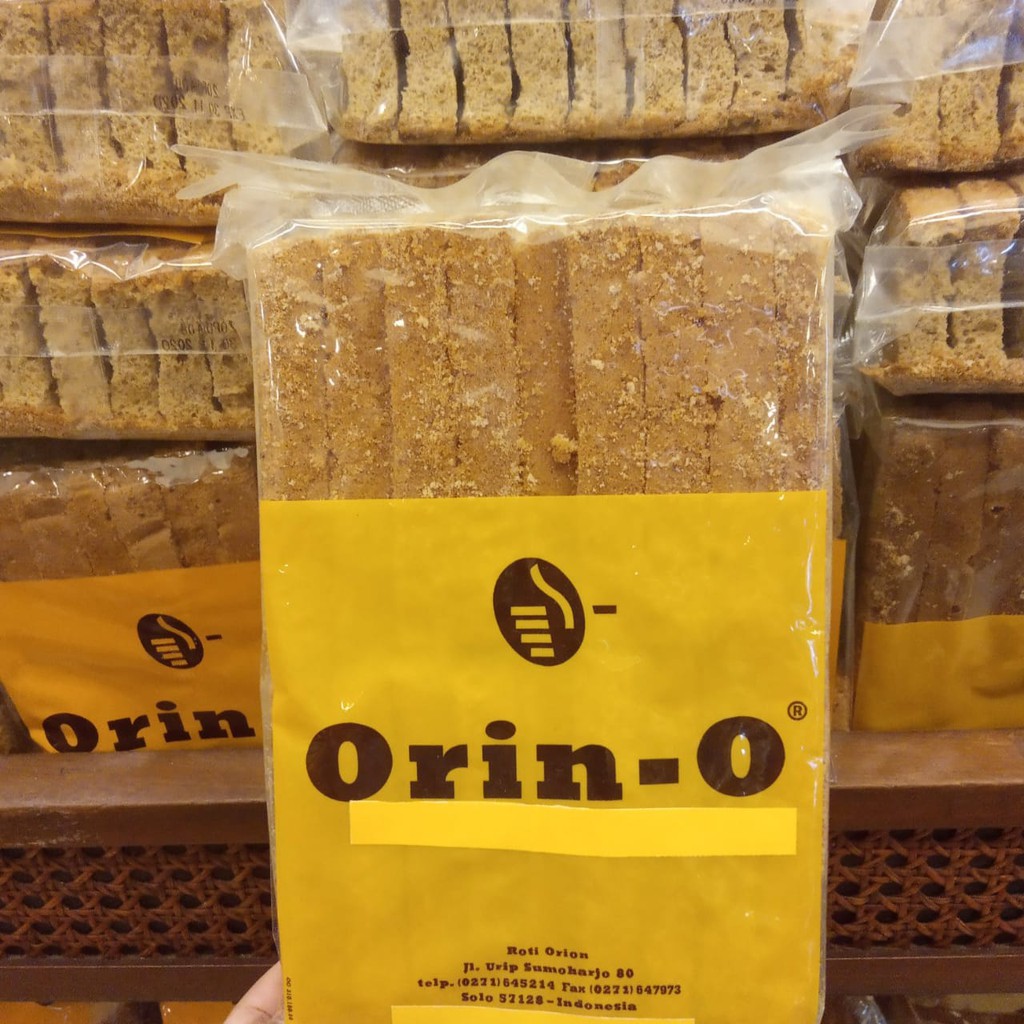 Orin-O®
Roti Orion
Jl. Urip Sumoharjo 80
telp. (0271) 645214 Fax (0271) 647973
Solo 57128 - Indonesia
Orin